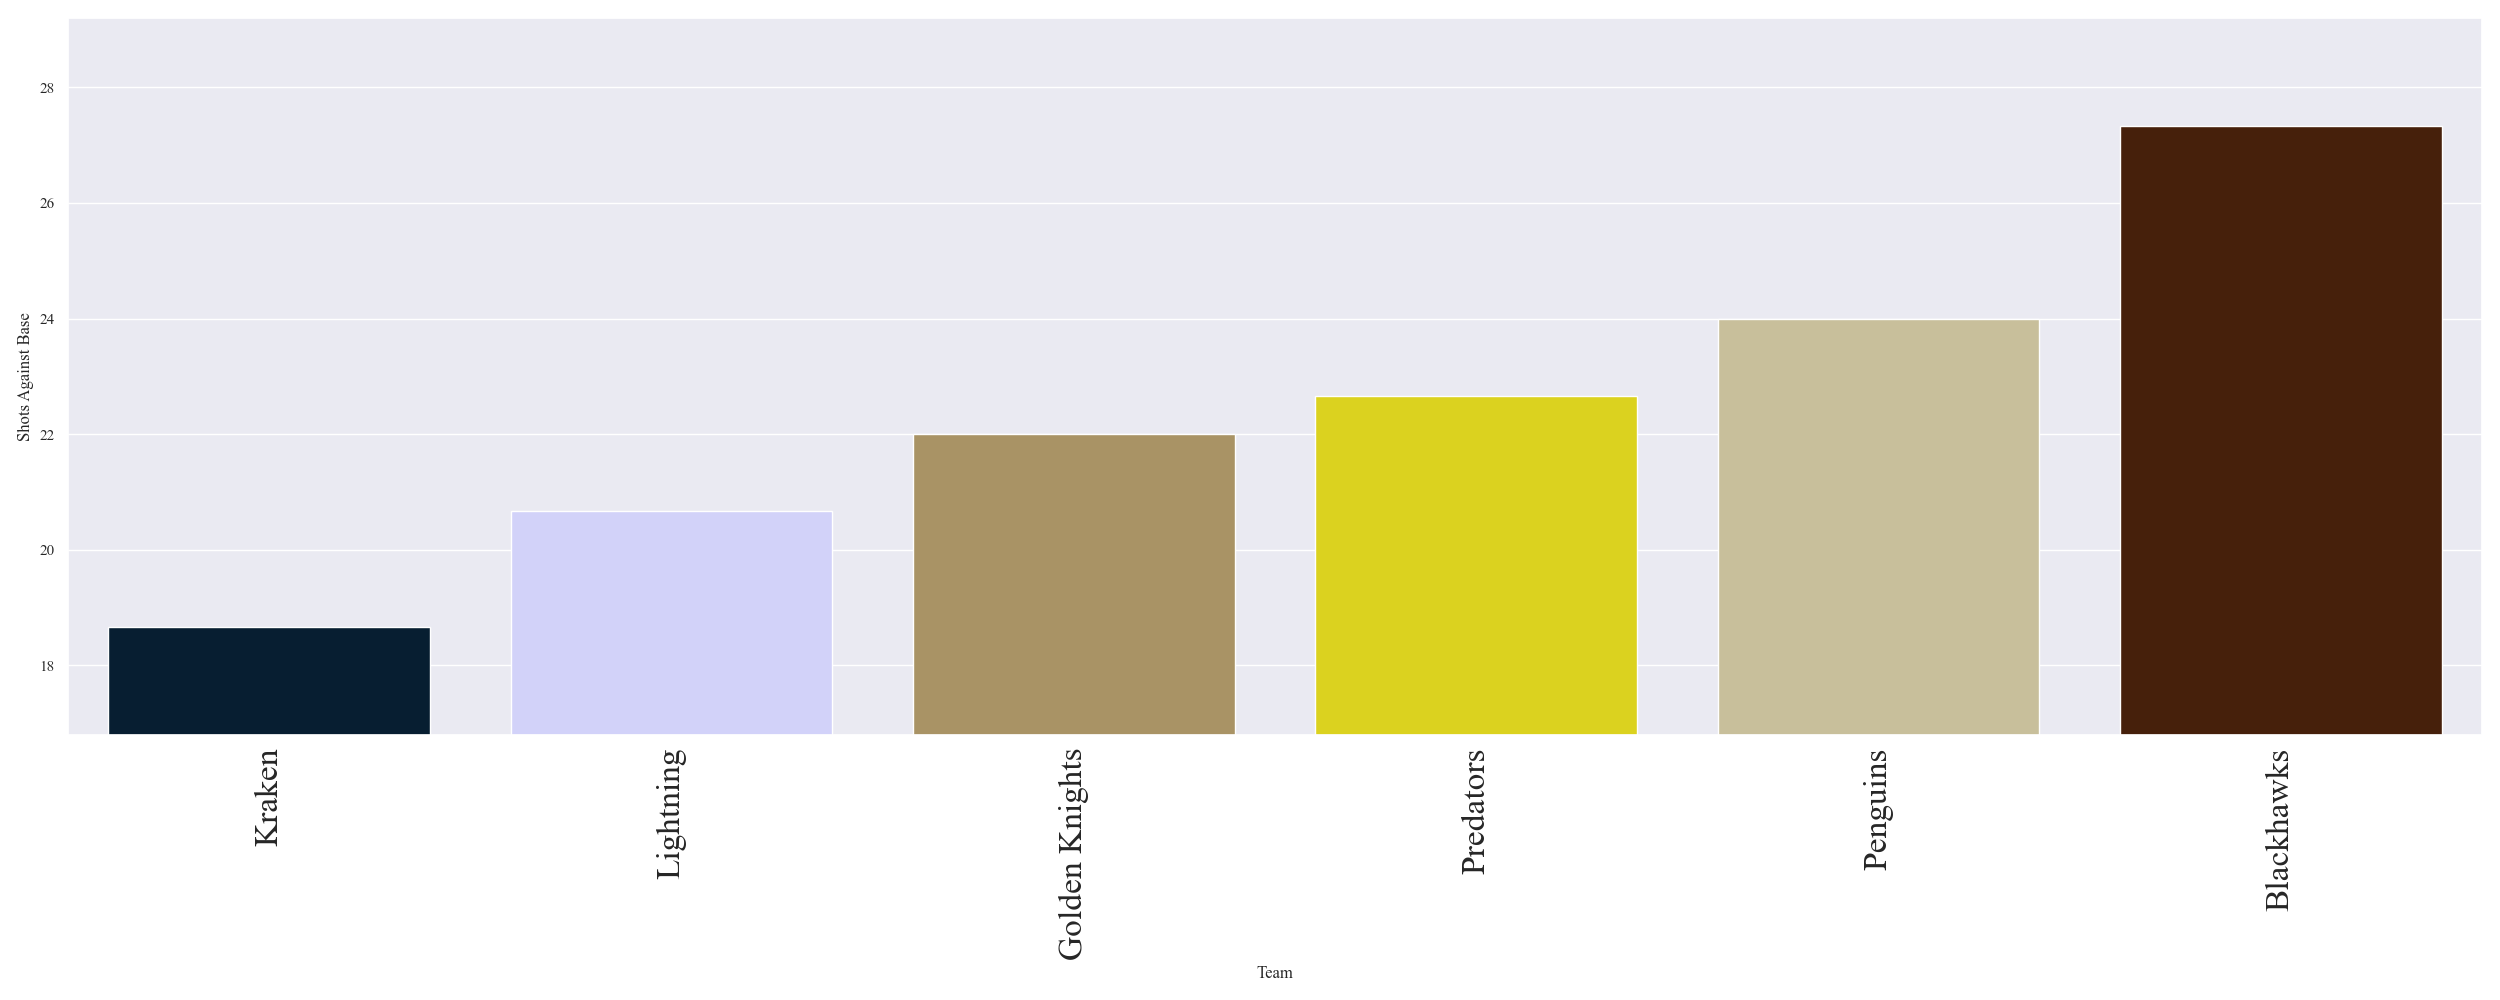 28
26
24
22
20
18
Shots Against Base
Kraken
Lightning
Golden Knights
Predators
Penguins
Blackhawks
Team